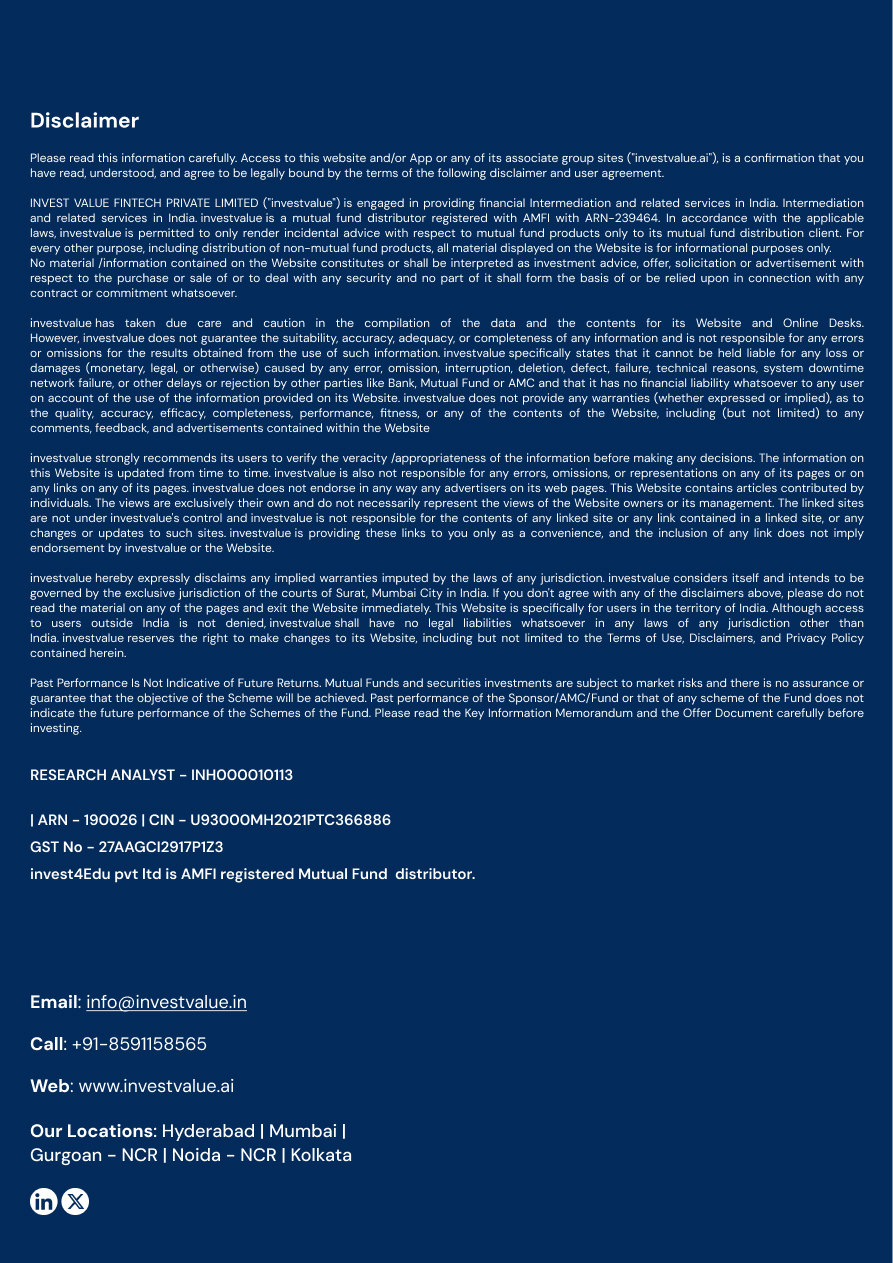 Disclaimer
Please read this information carefully. Access to this website and/or App or any of its associate group sites ("investvalue.ai"), is a confirmation that you
have read, understood, and agree to be legally bound by the terms of the following disclaimer and user agreement.
INVEST VALUE FINTECH PRIVATE LIMITED ("investvalue") is engaged in providing financial Intermediation and related services in India. Intermediation
and related services in India. investvalue is a mutual fund distributor registered with AMFI with ARN-239464. In accordance with the applicable
laws, investvalue is permitted to only render incidental advice with respect to mutual fund products only to its mutual fund distribution client. For
every other purpose, including distribution of non-mutual fund products, all material displayed on the Website is for informational purposes only.
No material /information contained on the Website constitutes or shall be interpreted as investment advice, offer, solicitation or advertisement with
respect to the purchase or sale of or to deal with any security and no part of it shall form the basis of or be relied upon in connection with any
contract or commitment whatsoever.
investvalue has taken due care and caution in the compilation of the data and the contents for its Website and Online Desks.
However, investvalue does not guarantee the suitability, accuracy, adequacy, or completeness of any information and is not responsible for any errors
or omissions for the results obtained from the use of such information. investvalue specifically states that it cannot be held liable for any loss or
damages (monetary, legal, or otherwise) caused by any error, omission, interruption, deletion, defect, failure, technical reasons, system downtime
network failure, or other delays or rejection by other parties like Bank, Mutual Fund or AMC and that it has no financial liability whatsoever to any user
on account of the use of the information provided on its Website. investvalue does not provide any warranties (whether expressed or implied), as to
the quality, accuracy, efficacy, completeness, performance, fitness, or any of the contents of the Website, including (but not limited) to any
comments, feedback, and advertisements contained within the Website
investvalue strongly recommends its users to verify the veracity /appropriateness of the information before making any decisions. The information on
this Website is updated from time to time. investvalue is also not responsible for any errors, omissions, or representations on any of its pages or on
any links on any of its pages. investvalue does not endorse in any way any advertisers on its web pages. This Website contains articles contributed by
individuals. The views are exclusively their own and do not necessarily represent the views of the Website owners or its management. The linked sites
are not under investvalue's control and investvalue is not responsible for the contents of any linked site or any link contained in a linked site, or any
changes or updates to such sites. investvalue is providing these links to you only as a convenience, and the inclusion of any link does not imply
endorsement by investvalue or the Website.
investvalue hereby expressly disclaims any implied warranties imputed by the laws of any jurisdiction. investvalue considers itself and intends to be
governed by the exclusive jurisdiction of the courts of Surat, Mumbai City in India. If you don't agree with any of the disclaimers above, please do not
read the material on any of the pages and exit the Website immediately. This Website is specifically for users in the territory of India. Although access
to users outside India is not denied, investvalue shall have no legal liabilities whatsoever in any laws of any jurisdiction other than
India. investvalue reserves the right to make changes to its Website, including but not limited to the Terms of Use, Disclaimers, and Privacy Policy
contained herein.
Past Performance Is Not Indicative of Future Returns. Mutual Funds and securities investments are subject to market risks and there is no assurance or
guarantee that the objective of the Scheme will be achieved. Past performance of the Sponsor/AMC/Fund or that of any scheme of the Fund does not
indicate the future performance of the Schemes of the Fund. Please read the Key Information Memorandum and the Offer Document carefully before
investing.
RESEARCH ANALYST - INH000010113
| ARN - 190026 | CIN - U93000MH2021PTC366886
GST No - 27AAGCI2917P1Z3
invest4Edu pvt ltd is AMFI registered Mutual Fund distributor.
Email: info@investvalue.in
Call: +91-8591158565
Web: www.investvalue.ai
Our Locations: Hyderabad | Mumbai |
Gurgoan - NCR | Noida - NCR | Kolkata
in X